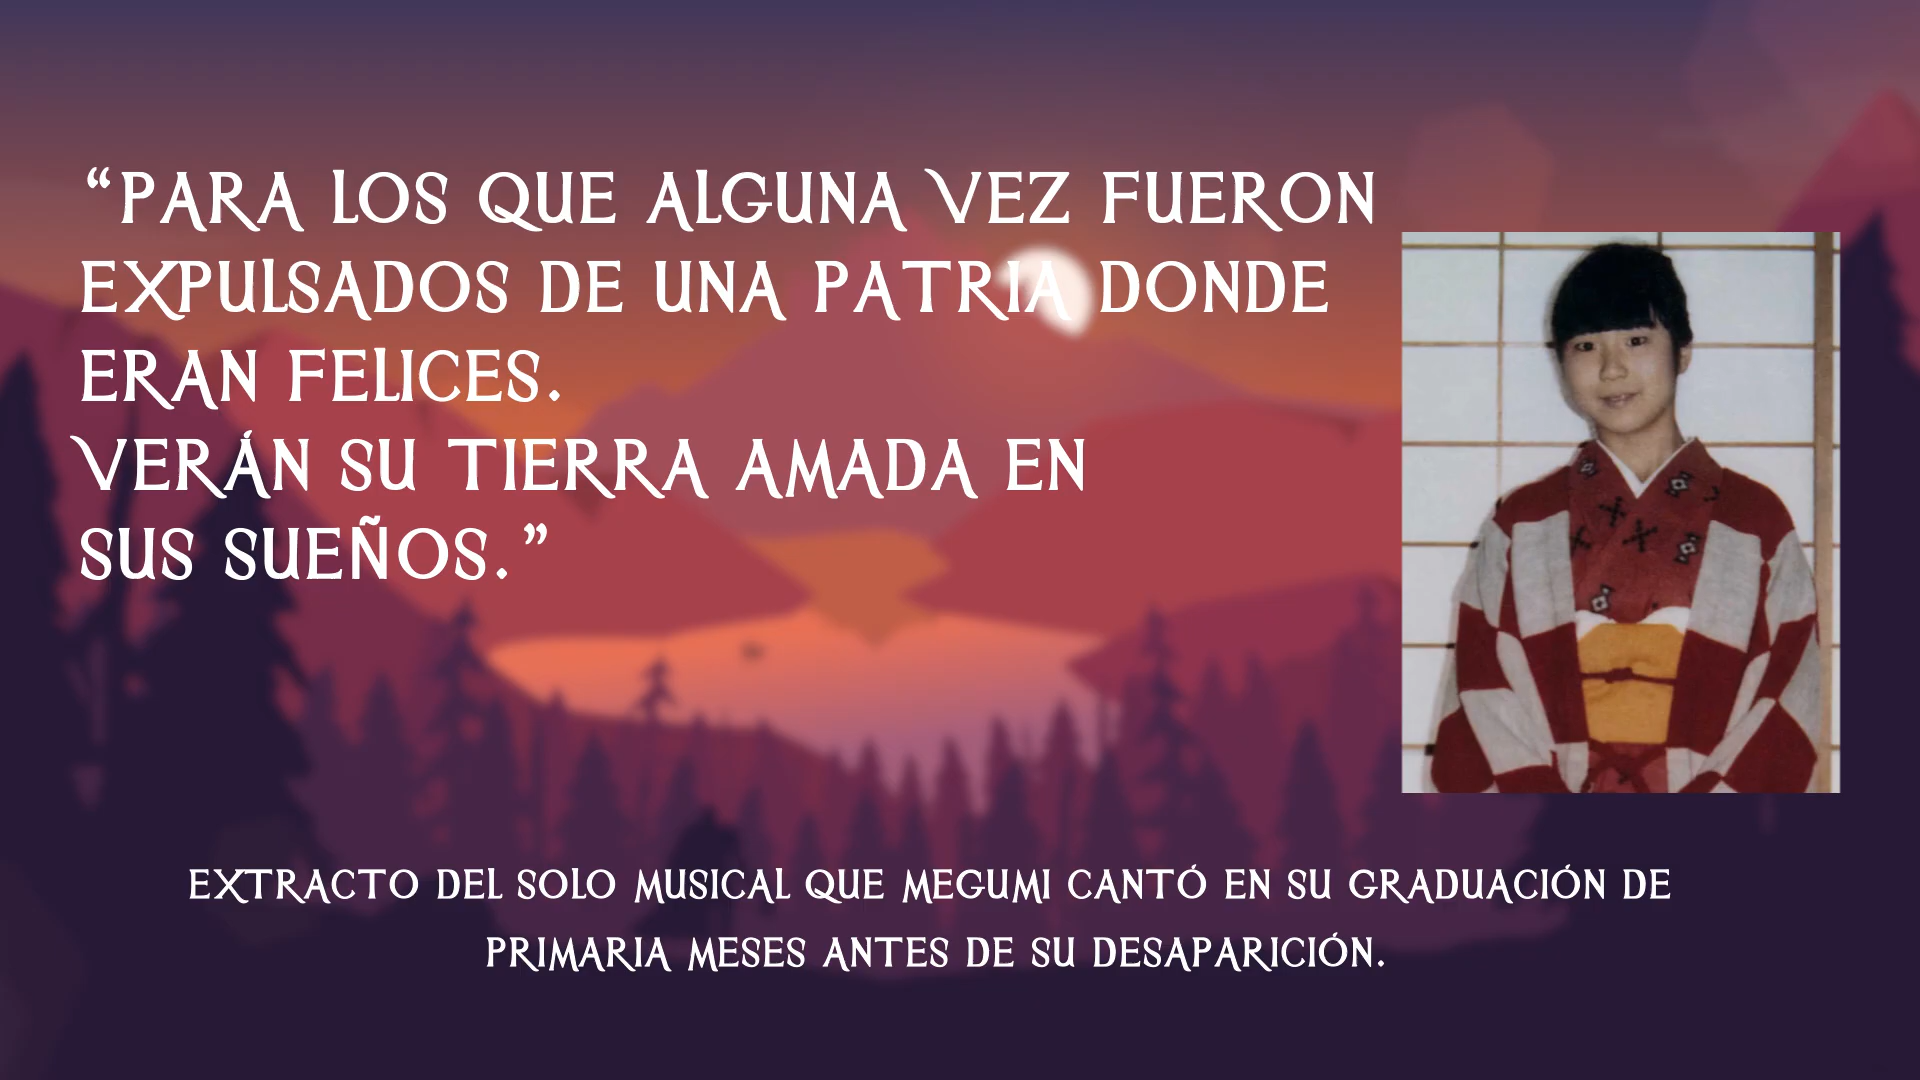 “PARA LOS QUE ALGUNA VEZ FUERON
EXPULSADOS DE UNA PATRIA DONDE
ERAN FELICES.
VERÁN SU TIERRA AMADA EN
SUS SUEÑOS.”
EXTRACTO DEL SOLO MUSICAL QUE MEGUMI CANTÓ EN SU GRADUACIÓN DE
PRIMARIA MESES ANTES DE SU DESAPARICIÓN.